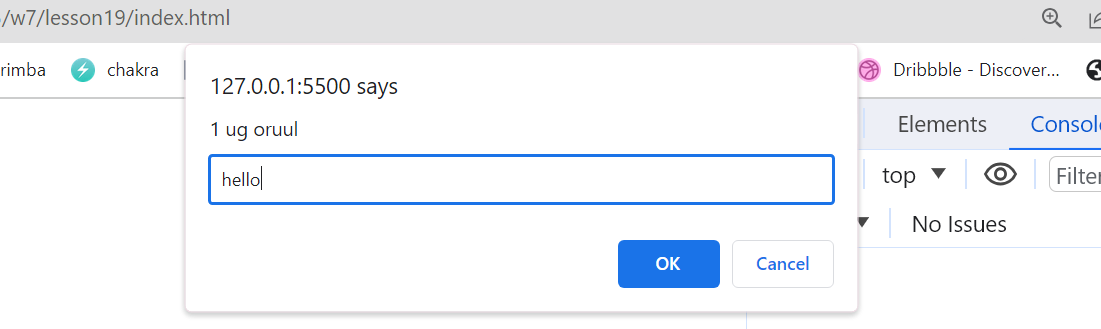 /w7/lesson19/index.html
rimba
chakra
Dribbble - Discover...
127.0.0.1:5500 says
1 ug oruul
hello
OK
Cancel
Elements
Console
top
Filter
No Issues